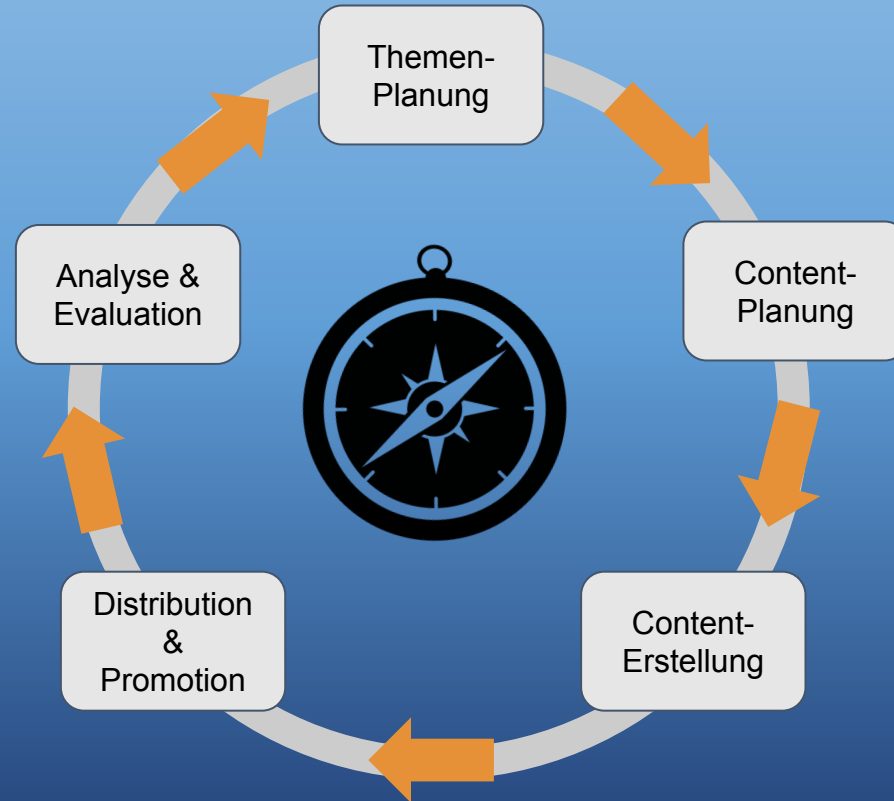 Themen-
Planung
Content-
Planung
Content-
Erstellung
Distribution
&
Promotion
Analyse &
Evaluation